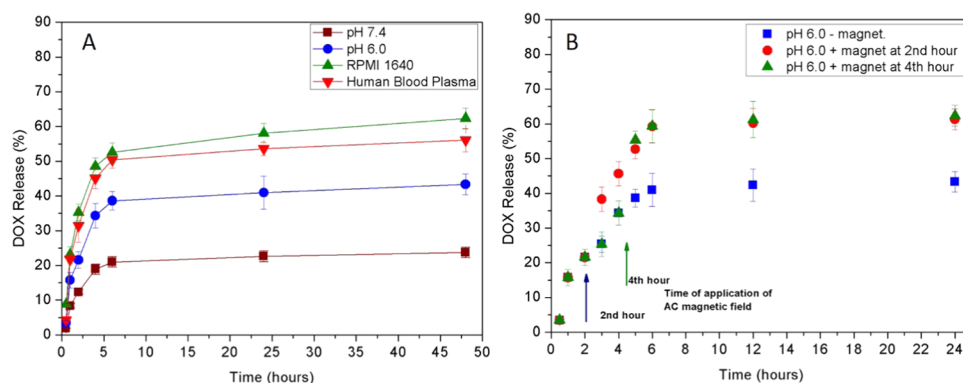 A
pH 7.4
pH 6.0
RPMI 1640
Human Blood Plasma
DOX Release (%)
90
80
70
60
50
40
30
20
10
0
0 5 10 15 20 25 30 35 40 45 50
Time (hours)
B
pH 6.0 - magnet.
pH 6.0 + magnet at 2nd hour
pH 6.0 + magnet at 4th hour
DOX Release (%)
90
80
70
60
50
40
30
20
10
0
4th hour
Time of application of
AC magnetic field
2nd hour
0 2 4 6 8 10 12 14 16 18 20 22 24
Time (hours)